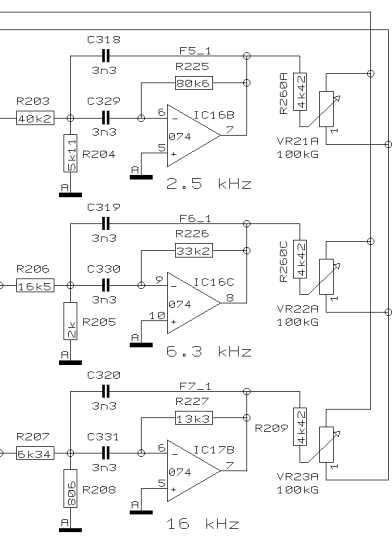 C318
F5_1
3n3
R225
80k6
R260A
4k42
R203
40k2
C329
3n3
6
IC16B
074
7
5
1
VR21A
100kG
5k11
R204
A
A
2.5 kHz
C319
F6_1
3n3
R226
33k2
R260C
4k42
R206
16k5
C330
3n3
9
IC16C
074
8
10
1
VR22A
100kG
2k
R205
A
A
6.3 kHz
C320
F7_1
3n3
R227
13k3
R209
4k42
R207
6k34
C331
3n3
6
IC17B
074
7
5
1
VR23A
100kG
806
R208
A
A
16 kHz